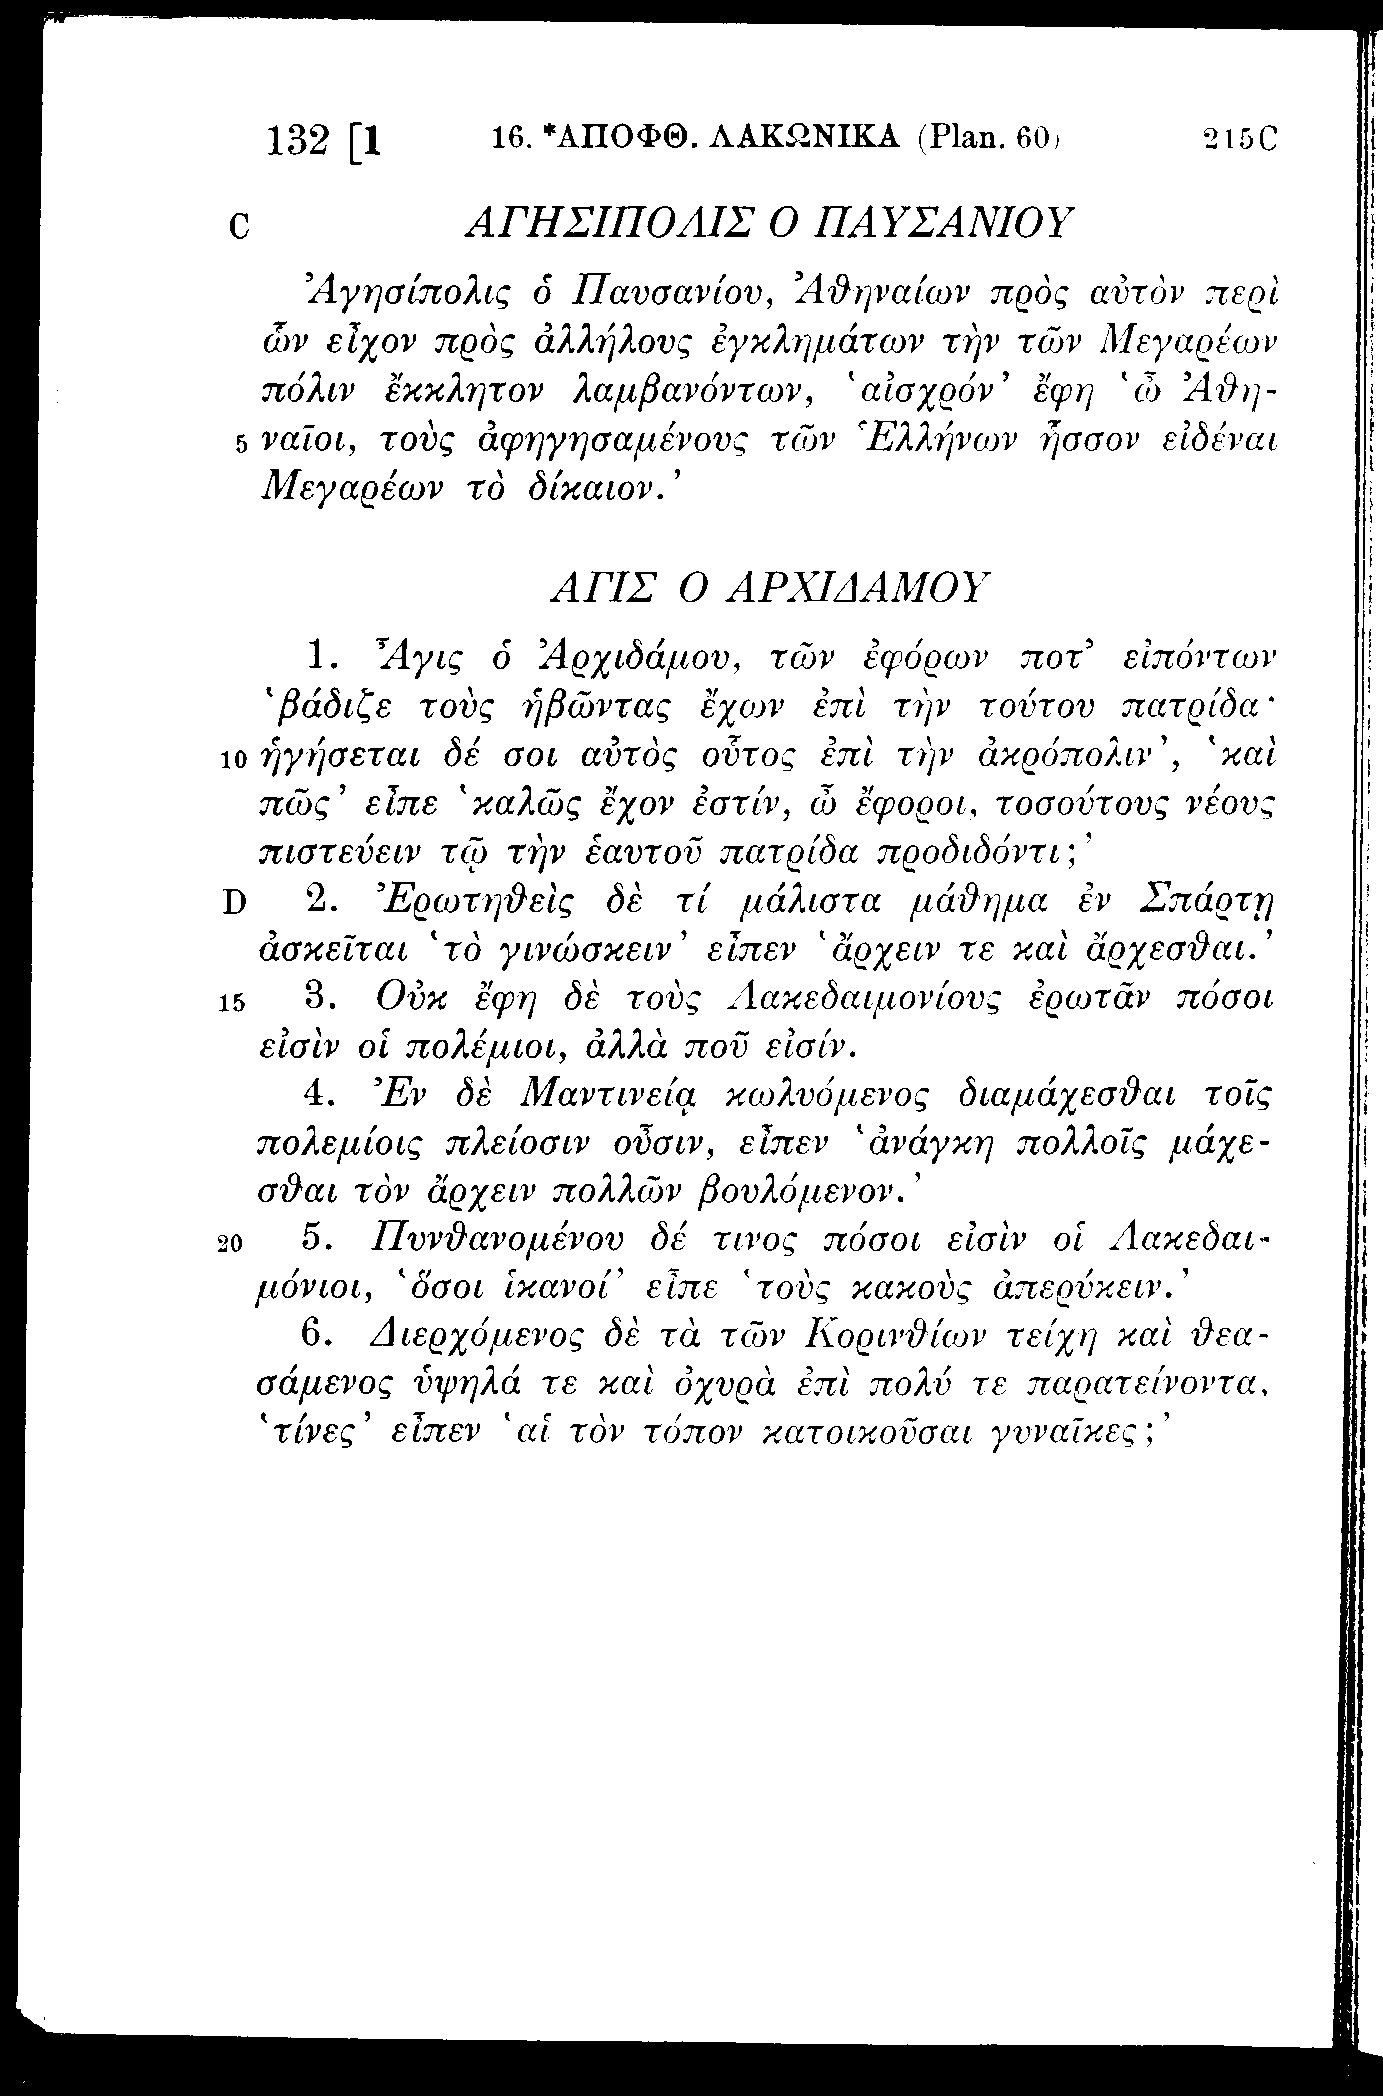 132 [1 16. *ΑΠΟΦΘ. ΛΑΚΩΝΙΚΑ (Plan. 60) 215C
C ΑΓΗΣΙΠΟΛΙΣ Ο ΠΑΥΣΑΝΙΟΥ
Ἀγησίπολις ὁ Παυσανίου, Ἀϑηναίων πρὸς αὐτὸν περὶ
ὧν εἶχον πρὸς ἀλλήλους ἐγκλημάτων τὴν τῶν Μεγαρέων
πόλιν ἔκκλητον λαμβανόντων, ‘αἰσχρόν’ ἔφη ‘ὦ Ἀϑη-
5 ναῖοι, τοὺς ἀφηγησαμένους τῶν Ἑλλήνων ἧσσον εἰδέναι
Μεγαρέων τὸ δίκαιον.’
ΑΓΙΣ Ο ΑΡΧΙΔΑΜΟΥ
1. Ἆγις ὁ Ἀρχιδάμου, τῶν ἐφόρων ποτ’ εἰπόντων
‘βάδιζε τοὺς ἡβῶντας ἔχων ἐπὶ τὴν τούτου πατρίδα·
10 ἡγήσεται δέ σοι αὐτὸς οὗτος ἐπὶ τὴν ἀκρόπολιν’, ‘καὶ
πῶς’ εἶπε ‘καλῶς ἔχον ἐστίν, ὦ ἔφοροι, τοσούτους νέους
πιστεύειν τῷ τὴν ἑαυτοῦ πατρίδα προδιδόντι;’
D 2. Ἐρωτηϑεὶς δὲ τί μάλιστα μάϑημα ἐν Σπάρτῃ
ἀσκεῖται ‘τὸ γινώσκειν’ εἶπεν ‘ἄρχειν τε καὶ ἄρχεσϑαι.’
15 3. Οὐκ ἔφη δὲ τοὺς Λακεδαιμονίους ἐρωτᾶν πόσοι
εἰσὶν οἱ πολέμιοι, ἀλλὰ ποῦ εἰσίν.
4. Ἐν δὲ Μαντινείᾳ κωλυόμενος διαμάχεσϑαι τοῖς
πολεμίοις πλείοσιν οὖσιν, εἶπεν ‘ἀνάγκη πολλοῖς μάχε-
σϑαι τὸν ἄρχειν πολλῶν βουλόμενον.’
20 5. Πυνϑανομένου δέ τινος πόσοι εἰσὶν οἱ Λακεδαι-
μόνιοι, ‘ὅσοι ἱκανοί’ εἶπε ‘τοὺς κακοὺς ἀπερύκειν.’
6. Διερχόμενος δὲ τὰ τῶν Κορινϑίων τείχη καὶ ϑεα-
σάμενος ὑψηλά τε καὶ ὀχυρὰ ἐπὶ πολύ τε παρατείνοντα,
‘τίνες’ εἶπεν ‘αἱ τὸν τόπον κατοικοῦσαι γυναῖκες;’